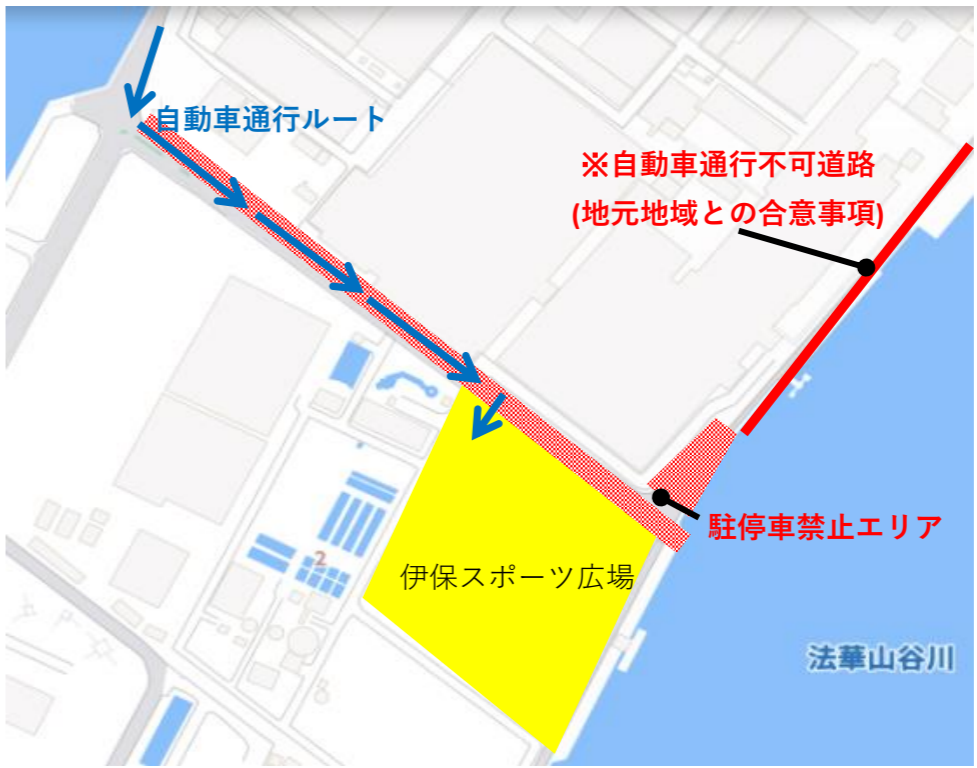 自動車通行ルート
※自動車通行不可道路
(地元地域との合意事項)
駐停車禁止エリア
伊保スポーツ広場
2
法華山谷川